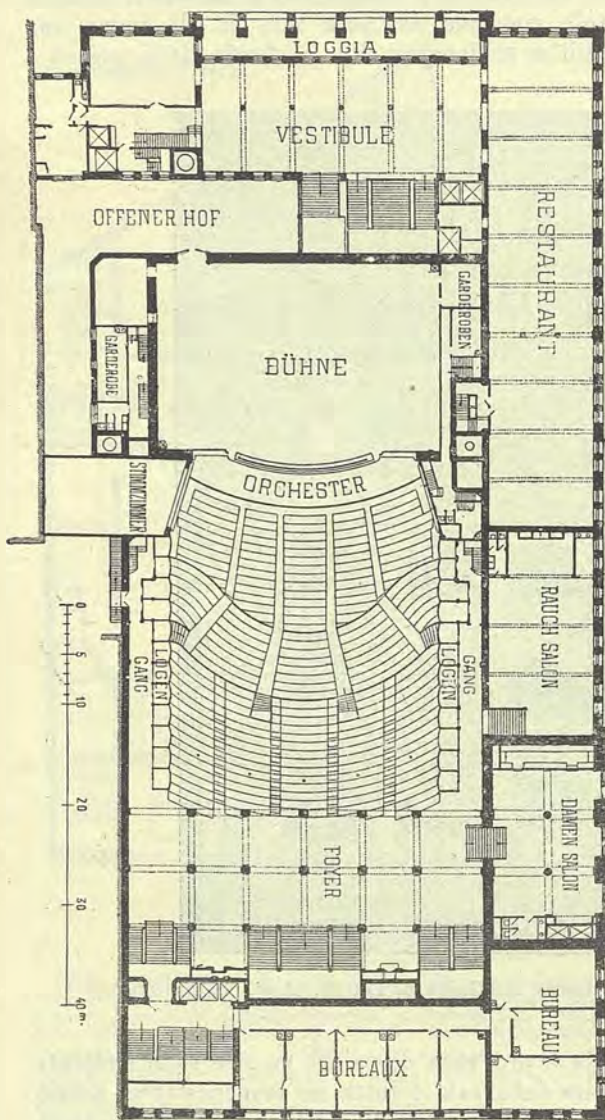 LOGGIA
VESTIBULE
OFFENER HOF
RESTAURANT
GARDEROBEN
GARDEROBE
BÜHNE
ORCHESTER
STIMMZIMMER
RAUCH SALON
GANG
LOGEN
LOGEN
GANG
DAMEN SALON
FOYER
BUREAUX
BUREAUX
0
5
10
20
30
40 m.